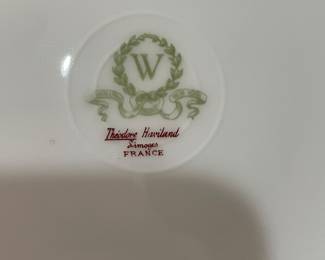 W
Théodore Haviland
Limoges
FRANCE